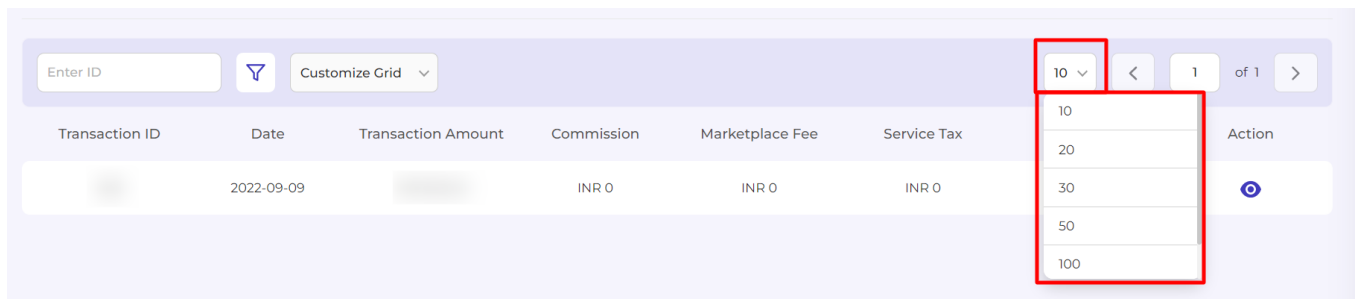 Enter ID
Customize Grid
10
1
of 1
Transaction ID
Date
Transaction Amount
Commission
Marketplace Fee
Service Tax
Action
2022-09-09
INR 0
INR 0
INR 0
10
20
30
50
100